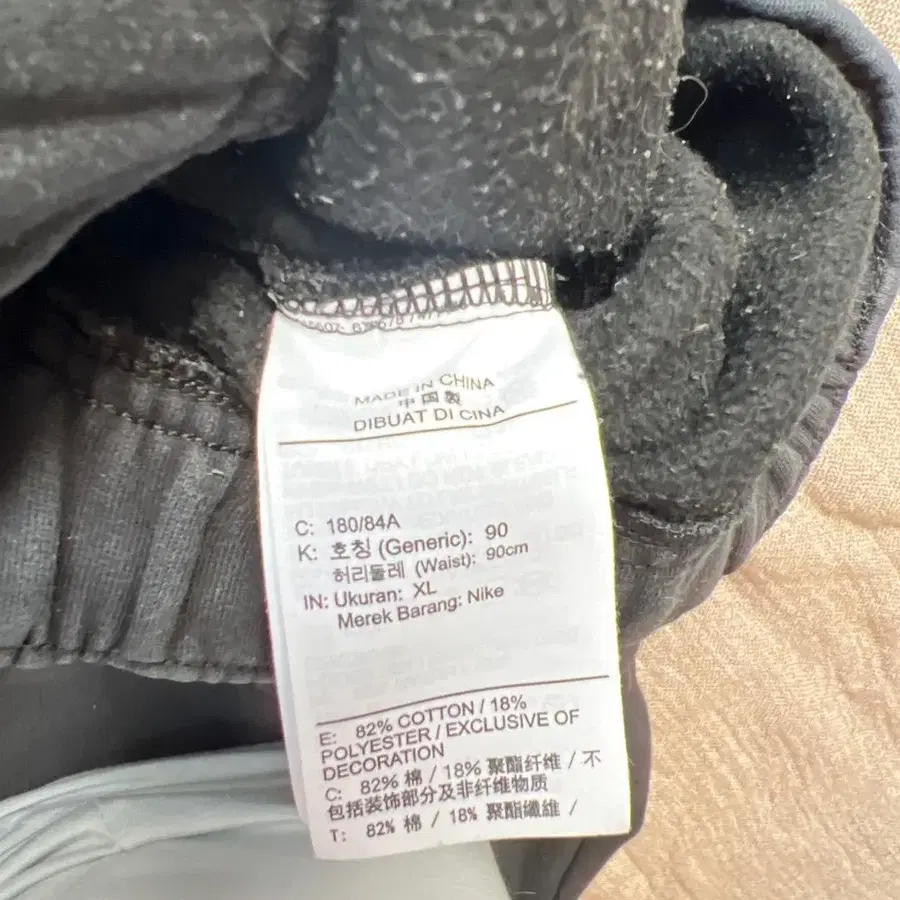 MADE IN CHINA
中国製
DIBUAT DI CINA
C: 180/84A
K: 호칭 (Generic): 90
허리둘레 (Waist): 90cm
IN: Ukuran: XL
Merek Barang: Nike
E: 82% COTTON / 18%
POLYESTER / EXCLUSIVE OF
DECORATION
C: 82% 棉 / 18% 聚酯纤维 / 不
包括装饰部分及非纤维物质
T: 82% 棉 / 18% 聚酯纖維 /